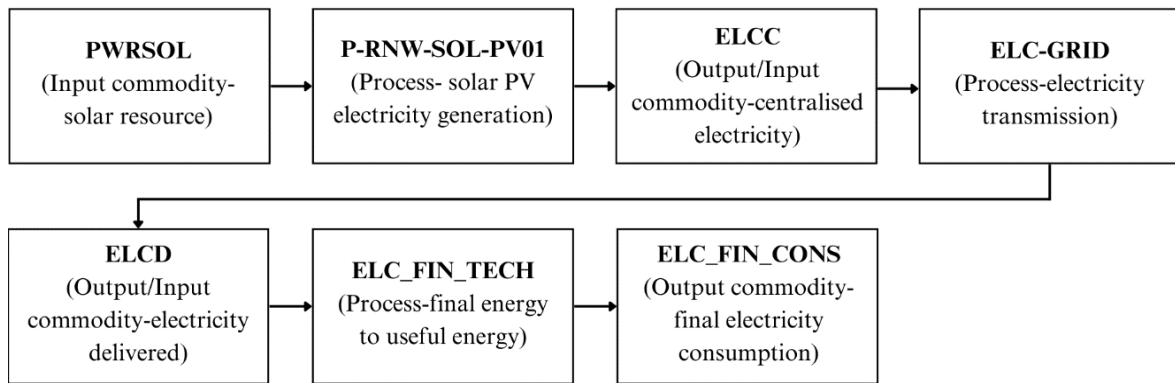 PWRSOL
(Input commodity-
solar resource)
P-RNW-SOL-PV01
(Process- solar PV
electricity generation)
ELCC
(Output/Input
commodity-centralised
electricity)
ELC-GRID
(Process-electricity
transmission)
ELCD
(Output/Input
commodity-electricity
delivered)
ELC_FIN_TECH
(Process-final energy
to useful energy)
ELC_FIN_CONS
(Output commodity-
final electricity
consumption)